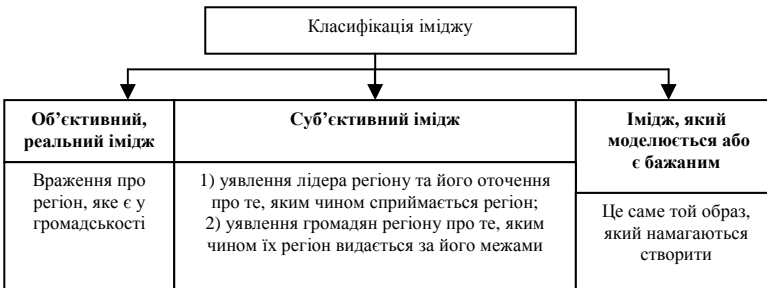 Класифікація іміджу
Об’єктивний,
реальний імідж
Враження про
регіон, яке є у
громадськості
Суб’єктивний імідж
1) уявлення лідера регіону та його оточення
про те, яким чином сприймається регіон;
2) уявлення громадян регіону про те, яким
чином їх регіон видається за його межами
Імідж, який
моделюється або
є бажаним
Це саме той образ,
який намагаються
створити